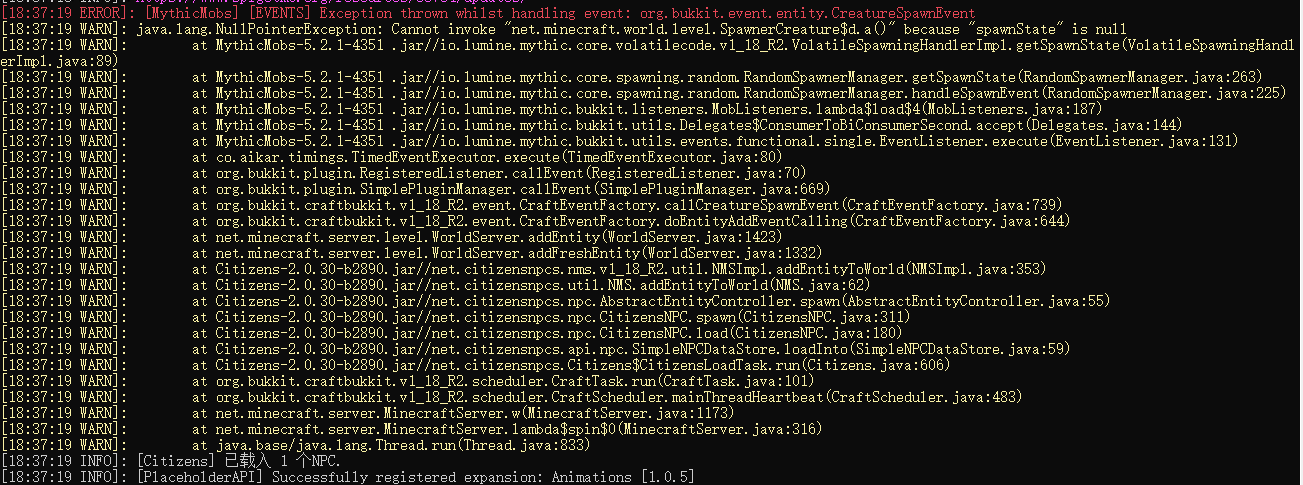 [18:37:19 ERROR]: [MythicMobs] [EVENTS] Exception thrown whilst handling event: org.bukkit.event.entity.CreatureSpawnEvent
[18:37:19 WARN]: java.lang.NullPointerException: Cannot invoke "net.minecraft.world.level.SpawnerCreature$d.a()" because "spawnState" is null
[18:37:19 WARN]: at MythicMobs-5.2.1-4351 .jar//io.lumine.mythic.core.volatilecode.v1_18_R2.VolatileSpawningHandlerImpl.getSpawnState(VolatileSpawningHandl
erImpl.java:89)
[18:37:19 WARN]: at MythicMobs-5.2.1-4351 .jar//io.lumine.mythic.core.spawning.random.RandomSpawnerManager.getSpawnState(RandomSpawnerManager.java:263)
[18:37:19 WARN]: at MythicMobs-5.2.1-4351 .jar//io.lumine.mythic.core.spawning.random.RandomSpawnerManager.handleSpawnEvent(RandomSpawnerManager.java:225)
[18:37:19 WARN]: at MythicMobs-5.2.1-4351 .jar//io.lumine.mythic.bukkit.listeners.MobListeners.lambda$load$4(MobListeners.java:187)
[18:37:19 WARN]: at MythicMobs-5.2.1-4351 .jar//io.lumine.mythic.bukkit.utils.Delegates$ConsumerToBiConsumerSecond.accept(Delegates.java:144)
[18:37:19 WARN]: at MythicMobs-5.2.1-4351 .jar//io.lumine.mythic.bukkit.utils.events.functional.single.EventListener.execute(EventListener.java:131)
[18:37:19 WARN]: at co.aikar.timings.TimedEventExecutor.execute(TimedEventExecutor.java:80)
[18:37:19 WARN]: at org.bukkit.plugin.RegisteredListener.callEvent(RegisteredListener.java:70)
[18:37:19 WARN]: at org.bukkit.plugin.SimplePluginManager.callEvent(SimplePluginManager.java:669)
[18:37:19 WARN]: at org.bukkit.craftbukkit.v1_18_R2.event.CraftEventFactory.callCreatureSpawnEvent(CraftEventFactory.java:739)
[18:37:19 WARN]: at org.bukkit.craftbukkit.v1_18_R2.event.CraftEventFactory.doEntityAddEventCalling(CraftEventFactory.java:644)
[18:37:19 WARN]: at net.minecraft.server.level.WorldServer.addEntity(WorldServer.java:1423)
[18:37:19 WARN]: at net.minecraft.server.level.WorldServer.addFreshEntity(WorldServer.java:1332)
[18:37:19 WARN]: at Citizens-2.0.30-b2890.jar//net.citizensnpcs.nms.v1_18_R2.util.NMSImpl.addEntityToWorld(NMSImpl.java:353)
[18:37:19 WARN]: at Citizens-2.0.30-b2890.jar//net.citizensnpcs.util.NMS.addEntityToWorld(NMS.java:62)
[18:37:19 WARN]: at Citizens-2.0.30-b2890.jar//net.citizensnpcs.npc.AbstractEntityController.spawn(AbstractEntityController.java:55)
[18:37:19 WARN]: at Citizens-2.0.30-b2890.jar//net.citizensnpcs.npc.CitizensNPC.spawn(CitizensNPC.java:311)
[18:37:19 WARN]: at Citizens-2.0.30-b2890.jar//net.citizensnpcs.npc.CitizensNPC.load(CitizensNPC.java:180)
[18:37:19 WARN]: at Citizens-2.0.30-b2890.jar//net.citizensnpcs.api.npc.SimpleNPCDataStore.loadInto(SimpleNPCDataStore.java:59)
[18:37:19 WARN]: at Citizens-2.0.30-b2890.jar//net.citizensnpcs.Citizens$CitizensLoadTask.run(Citizens.java:606)
[18:37:19 WARN]: at org.bukkit.craftbukkit.v1_18_R2.scheduler.CraftTask.run(CraftTask.java:101)
[18:37:19 WARN]: at org.bukkit.craftbukkit.v1_18_R2.scheduler.CraftScheduler.mainThreadHeartbeat(CraftScheduler.java:483)
[18:37:19 WARN]: at net.minecraft.server.MinecraftServer.w(MinecraftServer.java:1173)
[18:37:19 WARN]: at net.minecraft.server.MinecraftServer.lambda$spin$0(MinecraftServer.java:316)
[18:37:19 WARN]: at java.base/java.lang.Thread.run(Thread.java:833)
[18:37:19 INFO]: [Citizens] 已载入 1 个NPC.
[18:37:19 INFO]: [PlaceholderAPI] Successfully registered expansion: Animations [1.0.5]